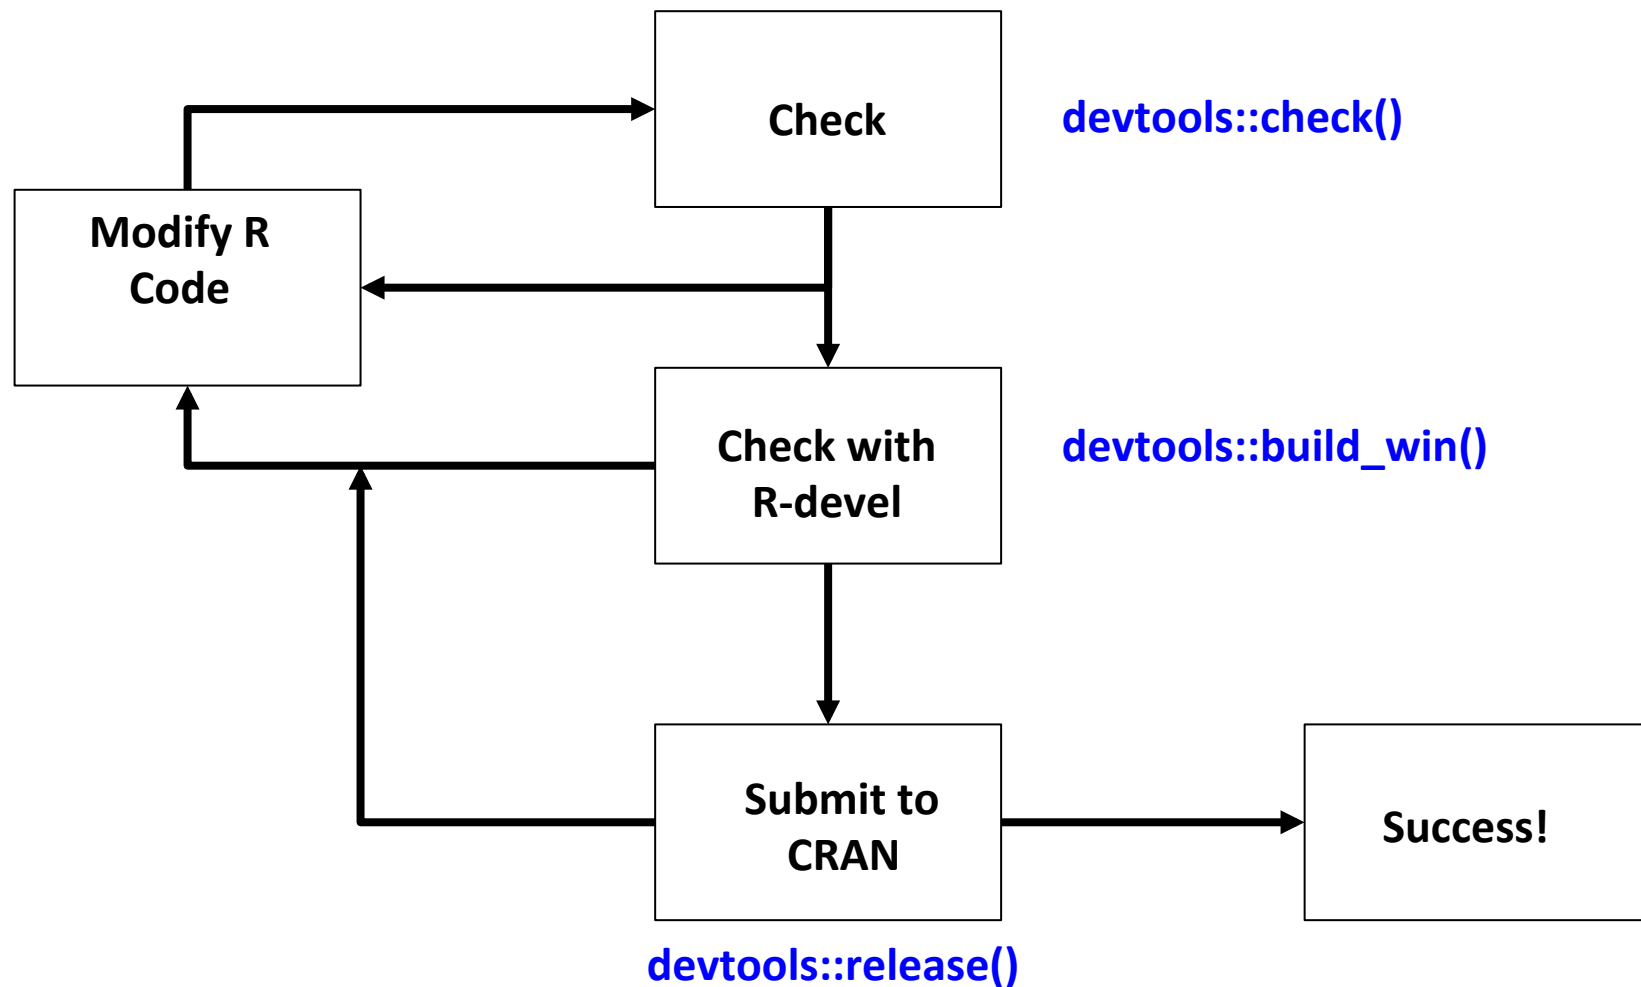 Check
devtools::check()
Modify R
Code
Check with
R-devel
devtools::build_win()
Submit to
CRAN
Success!
devtools::release()